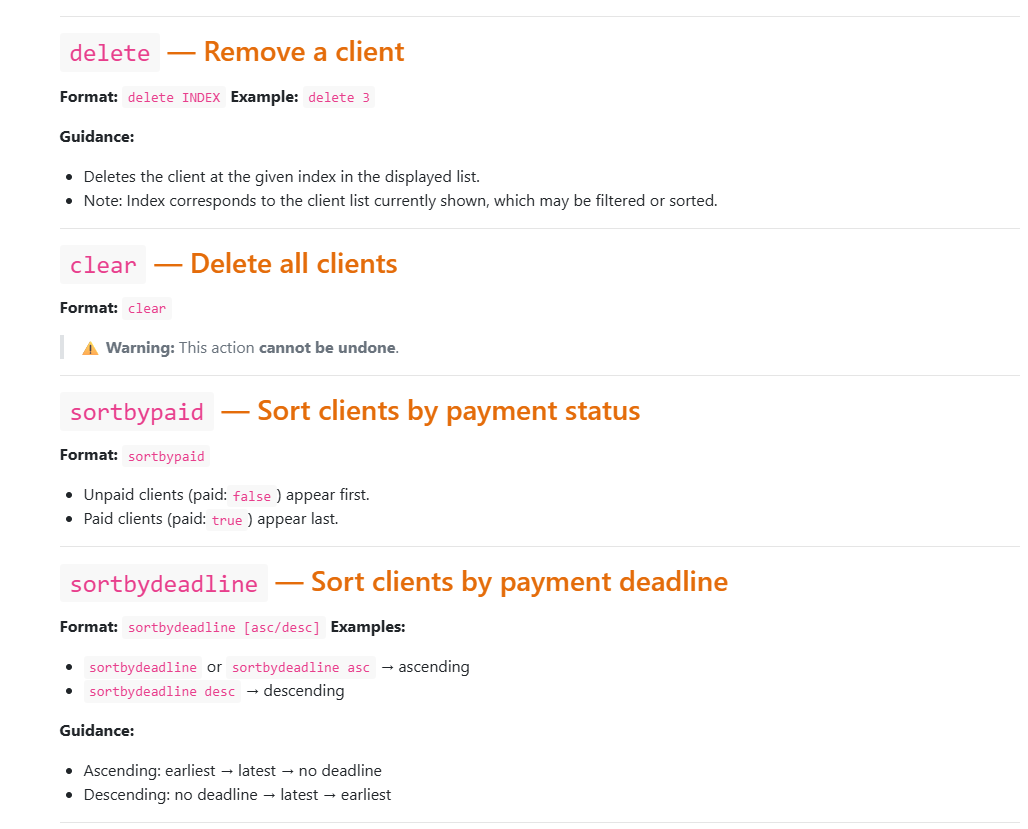 delete — Remove a client
Format: delete INDEX Example: delete 3
Guidance:
Deletes the client at the given index in the displayed list.
Note: Index corresponds to the client list currently shown, which may be filtered or sorted.
clear — Delete all clients
Format: clear
⚠ Warning: This action cannot be undone.
sortbypaid — Sort clients by payment status
Format: sortbypaid
Unpaid clients (paid: false ) appear first.
Paid clients (paid: true ) appear last.
sortbydeadline — Sort clients by payment deadline
Format: sortbydeadline [asc/desc] Examples:
sortbydeadline or sortbydeadline asc → ascending
sortbydeadline desc → descending
Guidance:
Ascending: earliest → latest → no deadline
Descending: no deadline → latest → earliest